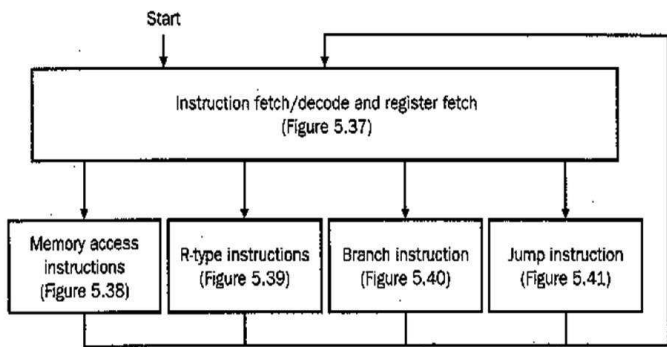 Start
Instruction fetch/decode and register fetch
(Figure 5.37)
Memory access
instructions
(Figure 5.38)
R-type instructions
(Figure 5.39)
Branch instruction
(Figure 5.40)
Jump instruction
(Figure 5.41)